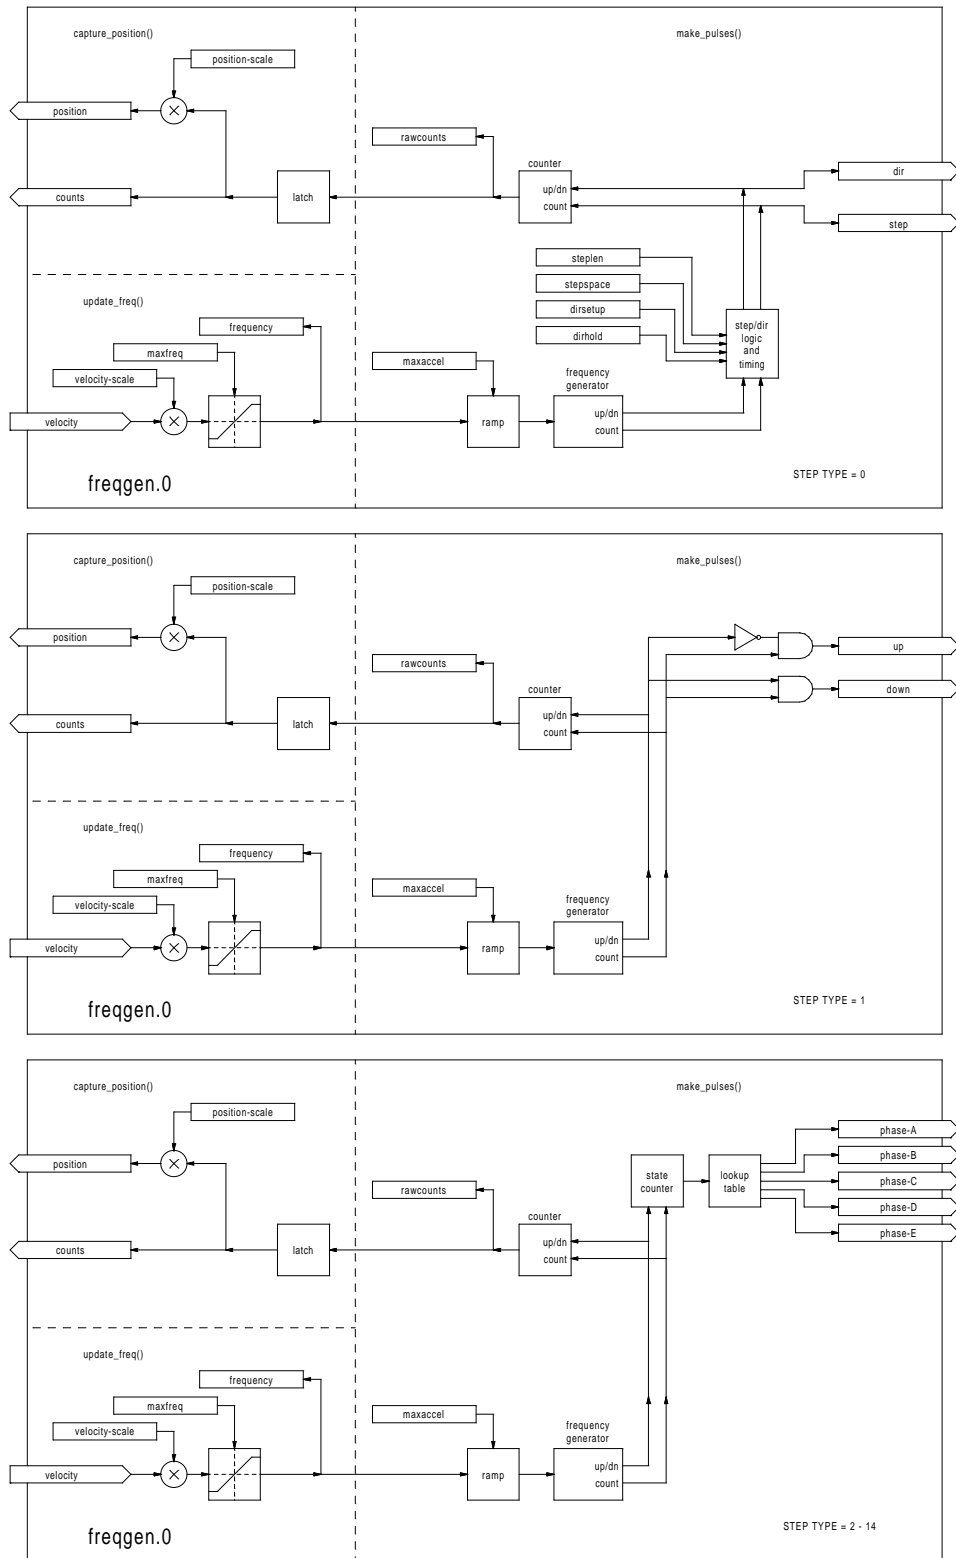 capture_position()
make_pulses()
position-scale
position
rawcounts
counter
up/dn
count
dir
counts
latch
step
steplen
stepspace
dirsetup
dirhold
step/dir
logic
and
timing
update_freq()
frequency
maxfreq
maxaccel
velocity-scale
frequency
generator
velocity
ramp
up/dn
count
freqgen.0
STEP TYPE = 0
capture_position()
make_pulses()
position-scale
position
rawcounts
up
down
counter
up/dn
count
counts
latch
update_freq()
frequency
maxfreq
maxaccel
velocity-scale
frequency
generator
velocity
ramp
up/dn
count
freqgen.0
STEP TYPE = 1
capture_position()
make_pulses()
position-scale
position
rawcounts
state
counter
lookup
table
phase-A
phase-B
phase-C
phase-D
phase-E
counter
up/dn
count
counts
latch
update_freq()
frequency
maxfreq
maxaccel
velocity-scale
frequency
generator
velocity
ramp
up/dn
count
freqgen.0
STEP TYPE = 2 - 14